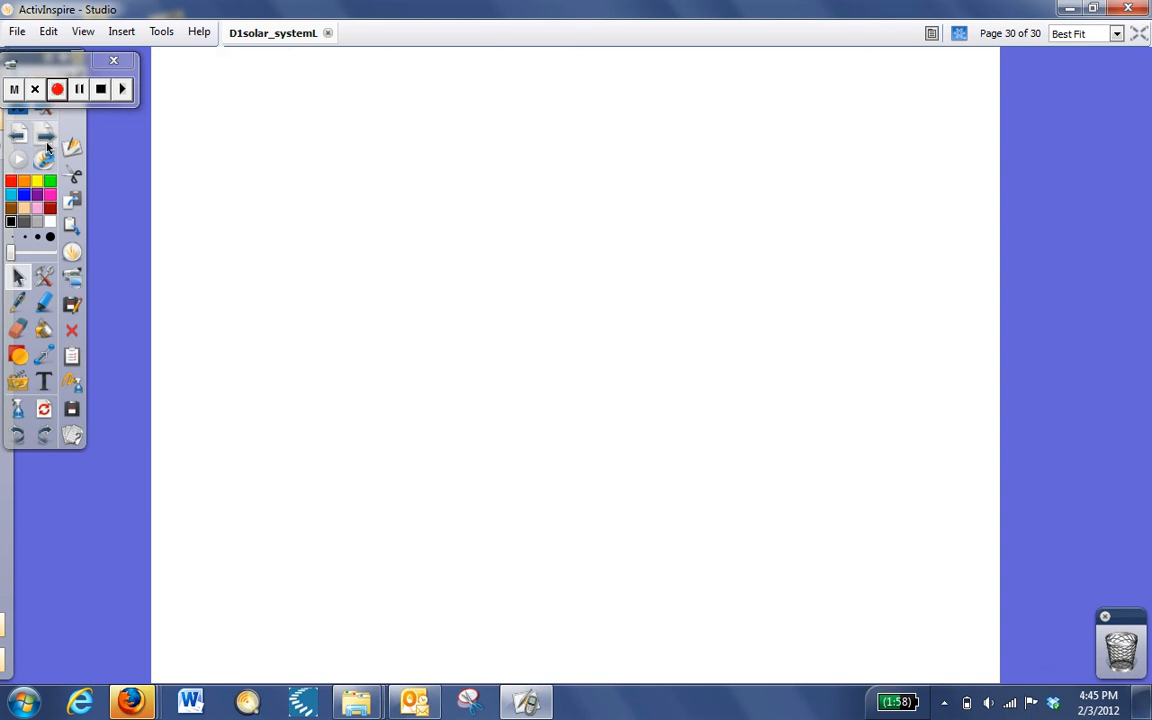 ActivInspire - Studio
File Edit View Insert Tools Help
D1solar_systemL
Page 30 of 30
Best Fit
M
T
W
(1:58)
4:45 PM
2/3/2012